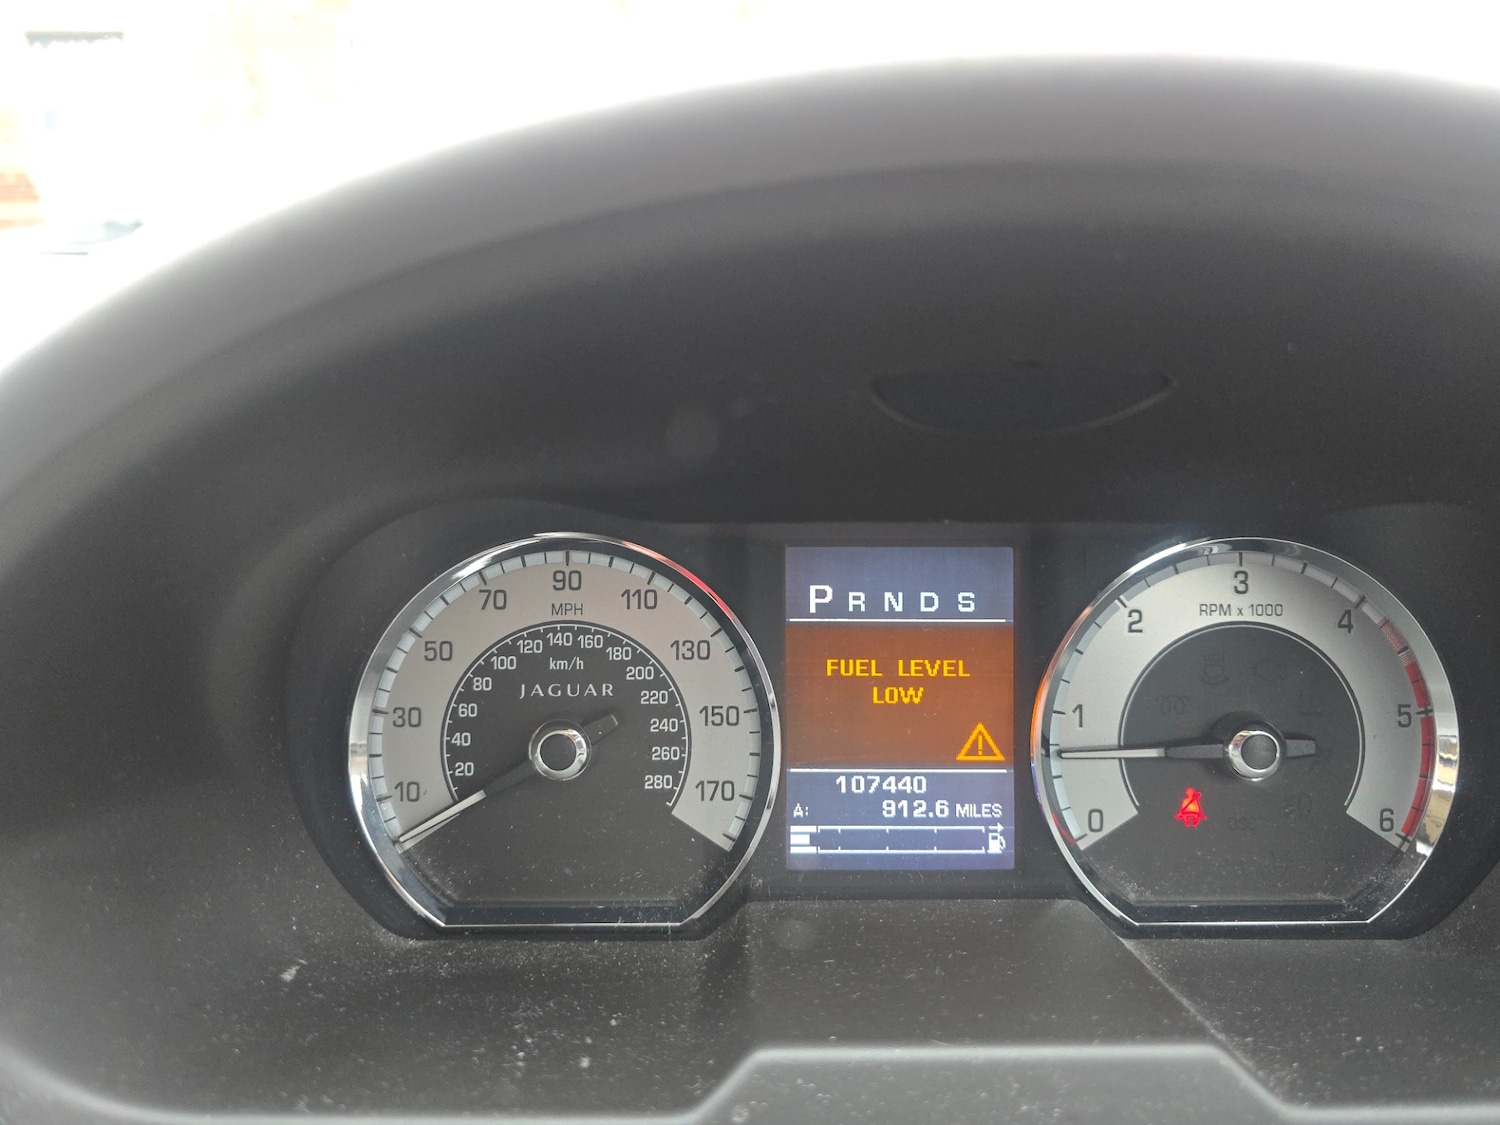 90
70 110
MPH
50 130
120 140 160 180
100 200
km/h
80 220
JAGUAR
60 240
30 150
40 260
20 280
10 170
P R N D S
FUEL LEVEL
LOW
107440
A: 912.6 MILES
3
2 4
RPM x 1000
1 5
0 6